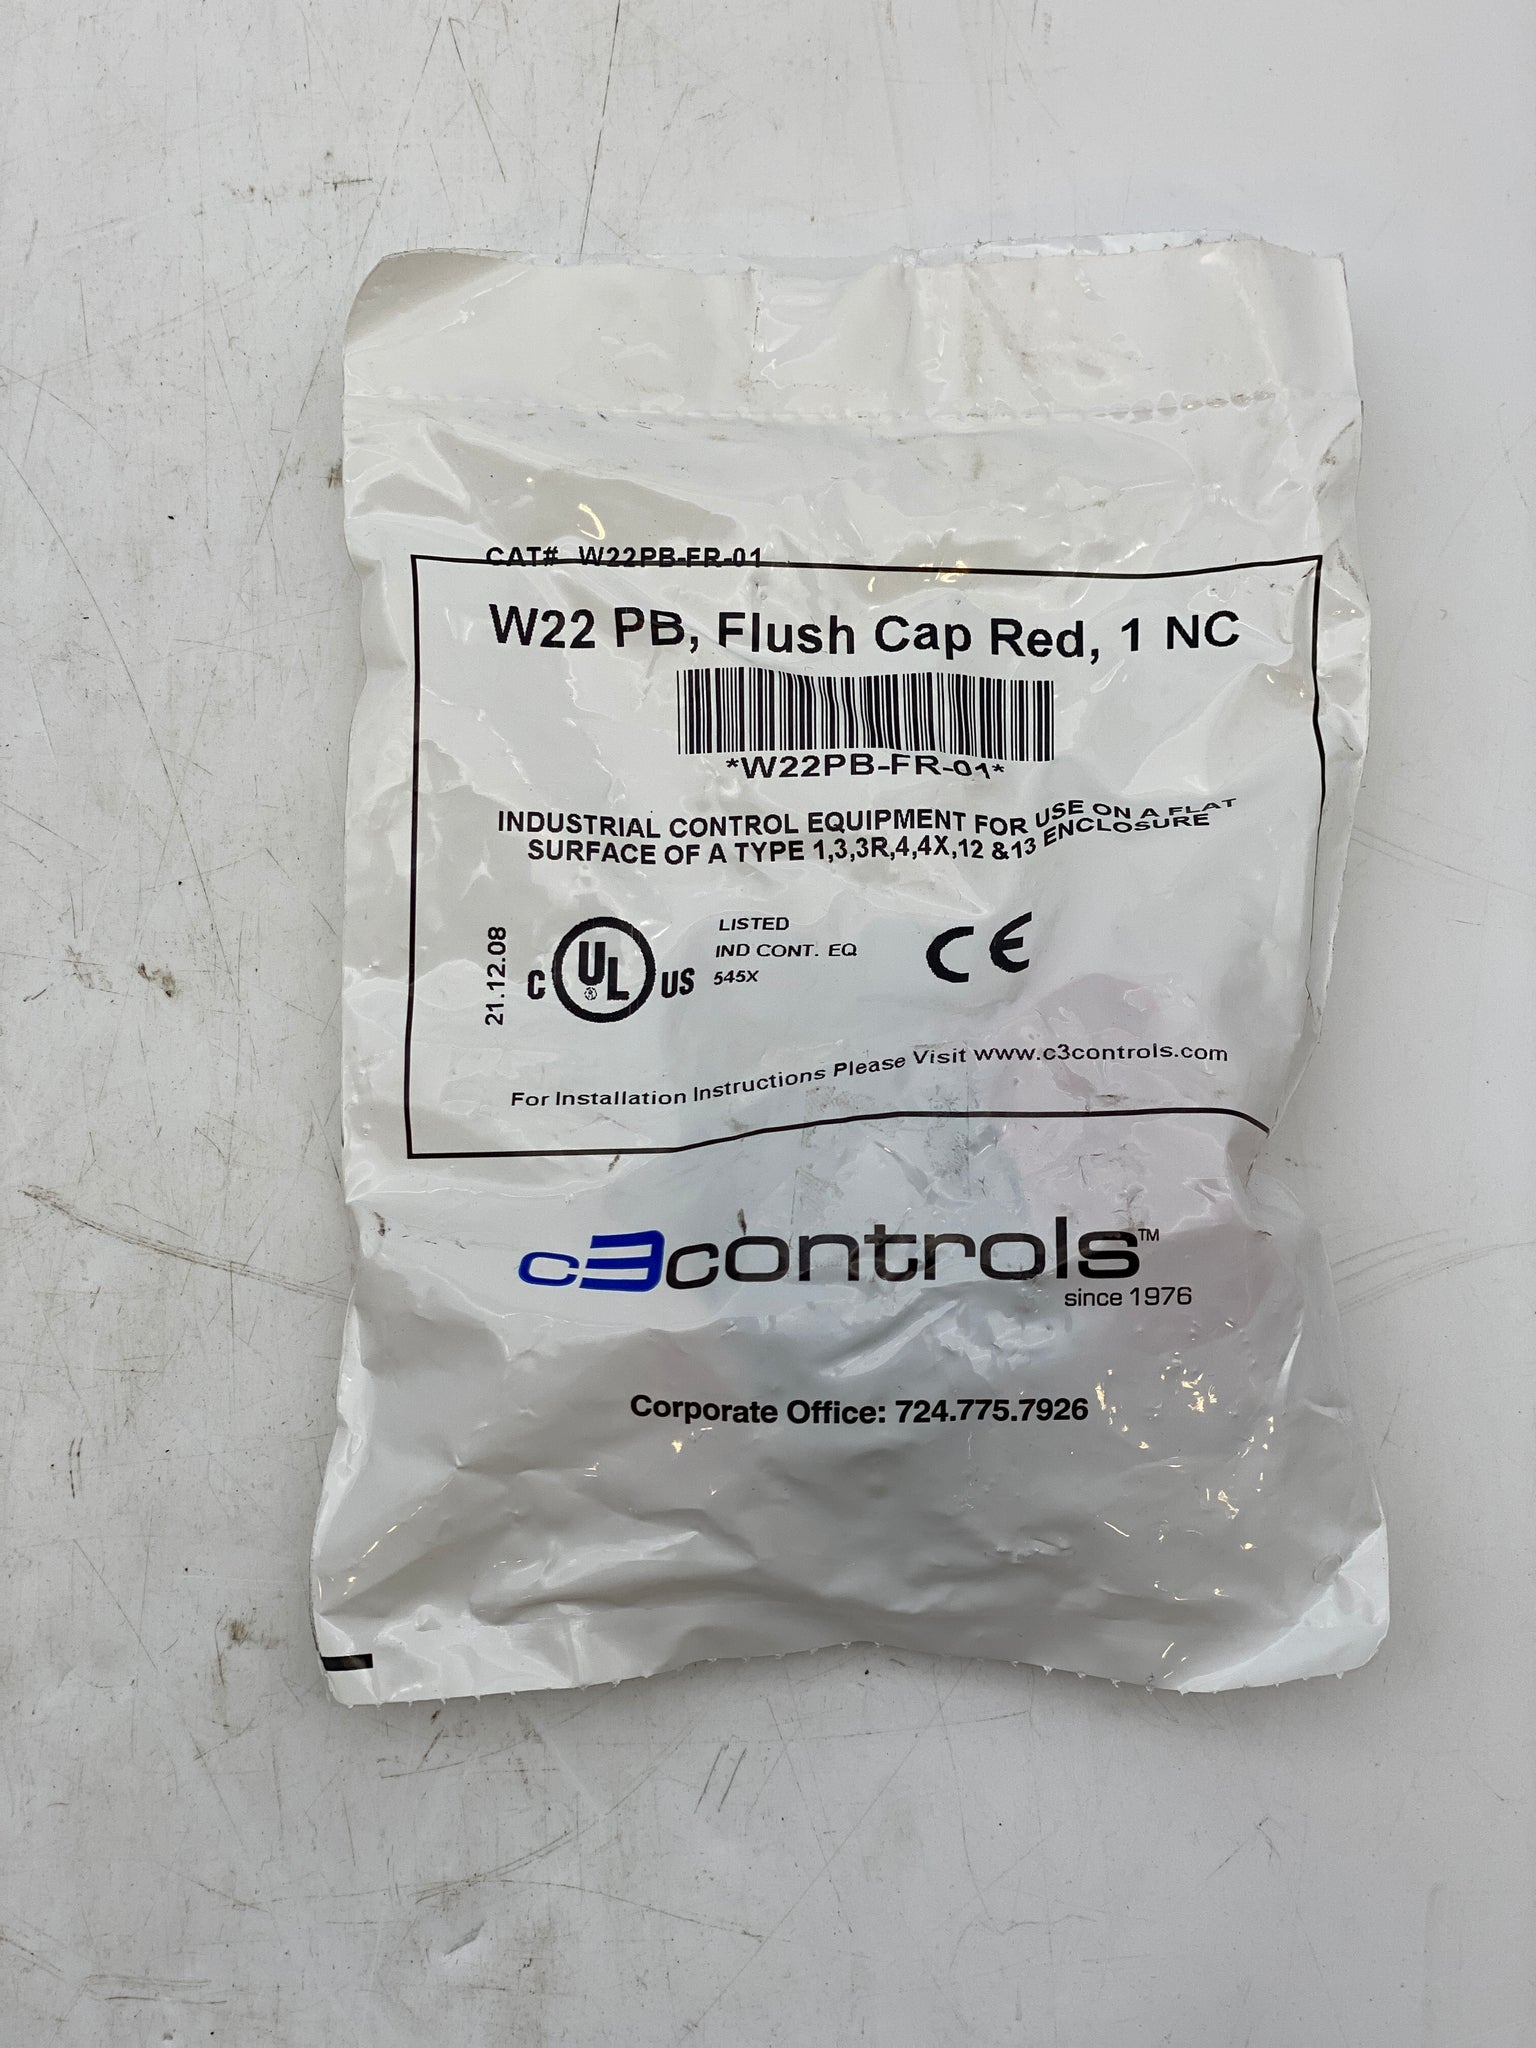 CAT# W22PB-FR-01
W22 PB, Flush Cap Red, 1 NC
*W22PB-FR-01*
INDUSTRIAL CONTROL EQUIPMENT FOR USE ON A FLAT
SURFACE OF A TYPE 1,3,3R,4,4X,12 &13 ENCLOSURE
21.12.08
C UL US
LISTED
IND CONT. EQ
545X
CE
For Installation Instructions Please Visit www.c3controls.com
c3controls™
since 1976
Corporate Office: 724.775.7926